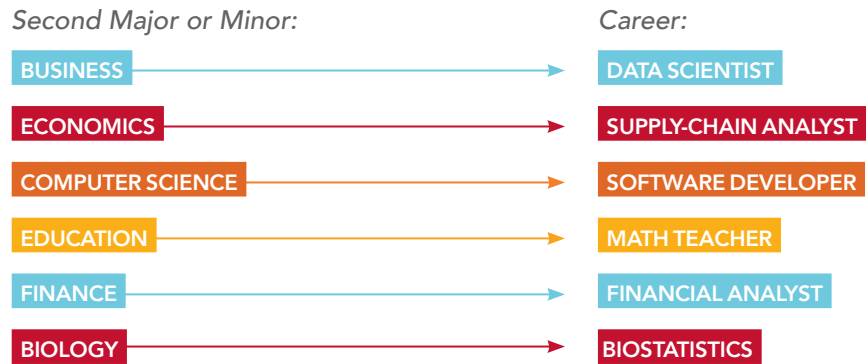 Second Major or Minor: Career:
BUSINESS DATA SCIENTIST
ECONOMICS SUPPLY-CHAIN ANALYST
COMPUTER SCIENCE SOFTWARE DEVELOPER
EDUCATION MATH TEACHER
FINANCE FINANCIAL ANALYST
BIOLOGY BIOSTATISTICS